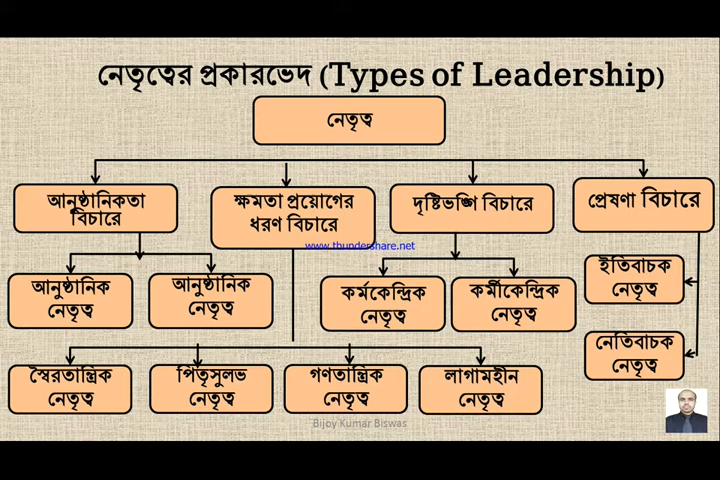 নেতৃত্বের প্রকারভেদ (Types of Leadership)
নেতৃত্ব
আনুষ্ঠানিকতা
বিচারে
ক্ষমতা প্রয়োগের
ধরণ বিচারে
দৃষ্টিভঙ্গি বিচারে
প্রেষণা বিচারে
www.thundershare.net
আনুষ্ঠানিক
নেতৃত্ব
আনুষ্ঠানিক
নেতৃত্ব
কর্মকেন্দ্রিক
নেতৃত্ব
কর্মীকেন্দ্রিক
নেতৃত্ব
ইতিবাচক
নেতৃত্ব
নেতিবাচক
নেতৃত্ব
স্বৈরতান্ত্রিক
নেতৃত্ব
পিতৃসুলভ
নেতৃত্ব
গণতান্ত্রিক
নেতৃত্ব
লাগামহীন
নেতৃত্ব
Bijoy Kumar Biswas